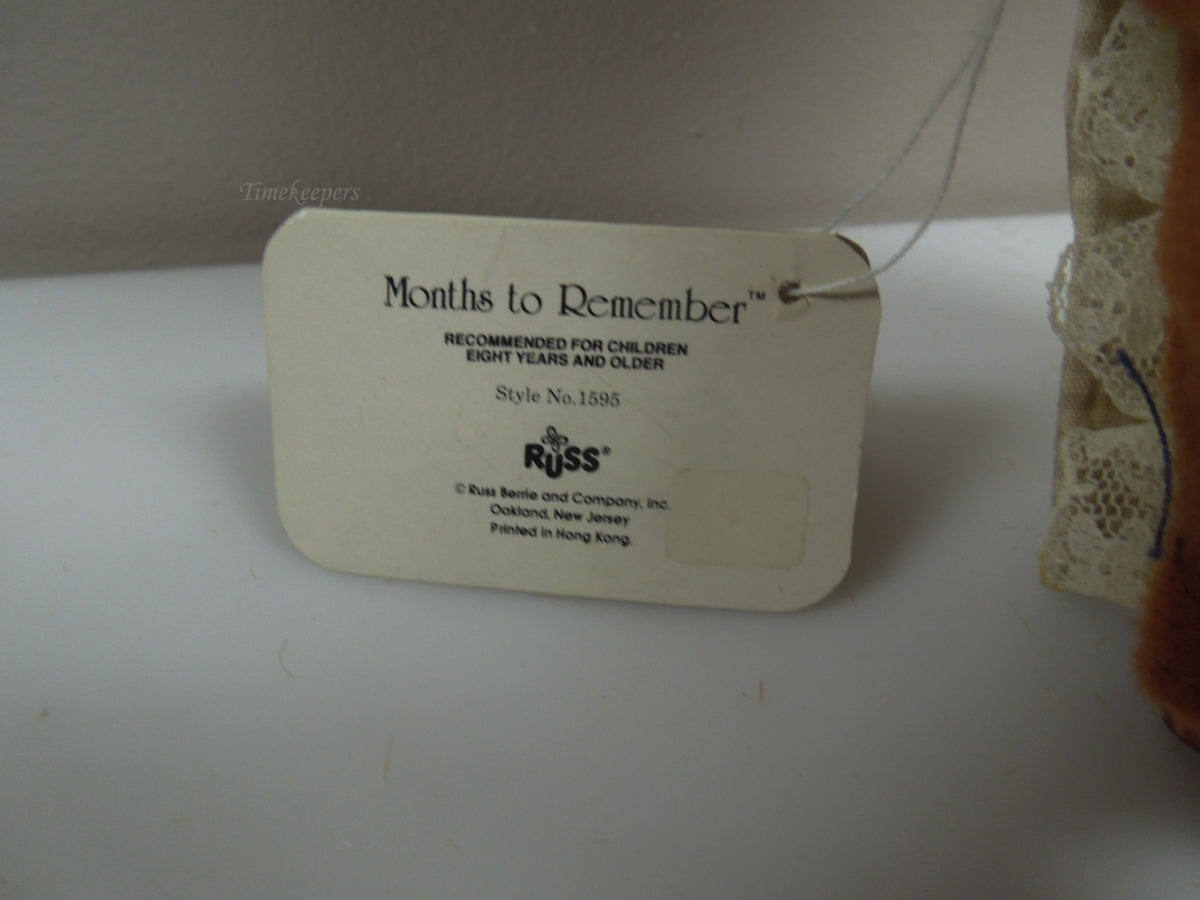 Timekeepers
Months to Remember™
RECOMMENDED FOR CHILDREN
EIGHT YEARS AND OLDER
Style No.1595
RUSS®
© Russ Berrie and Company, Inc.
Oakland, New Jersey
Printed in Hong Kong.